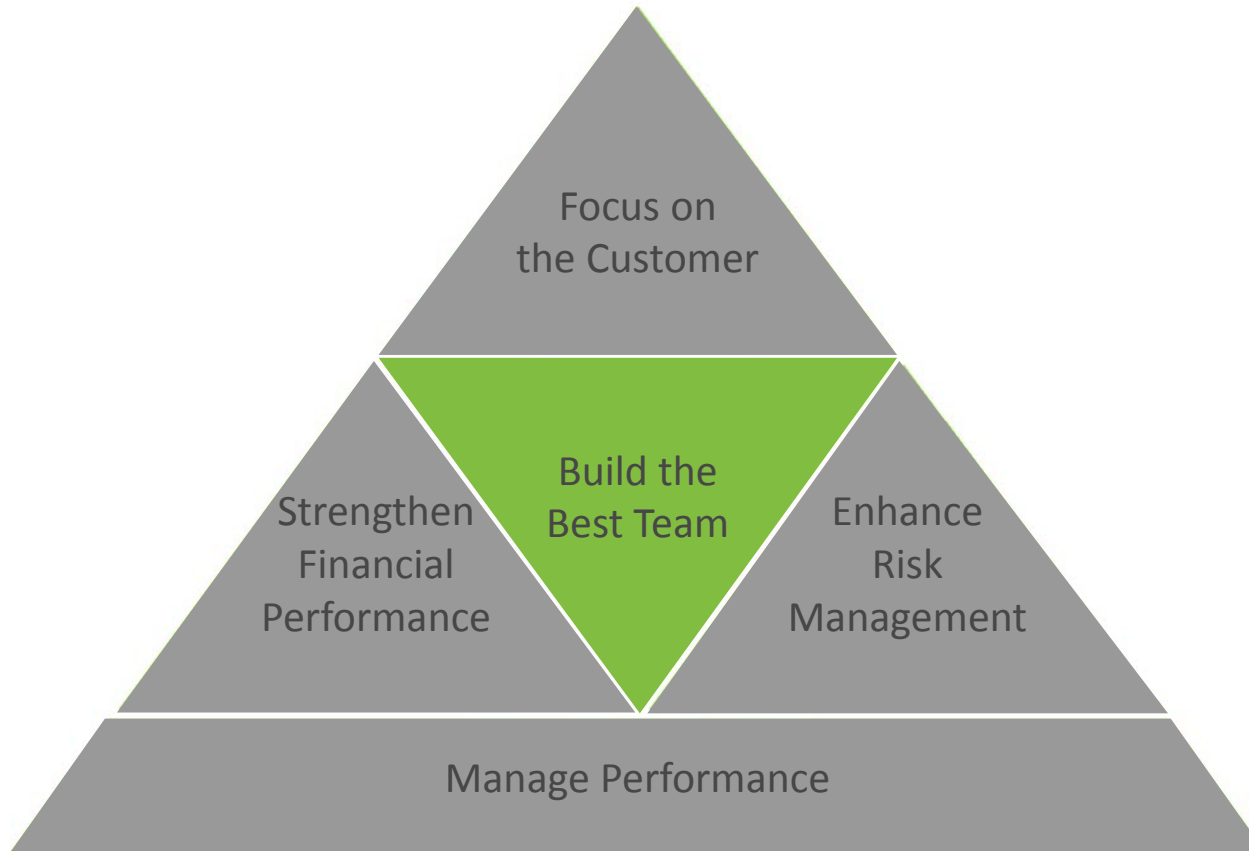 Focus on
the Customer
Build the
Best Team
Strengthen
Financial
Performance
Enhance
Risk
Management
Manage Performance